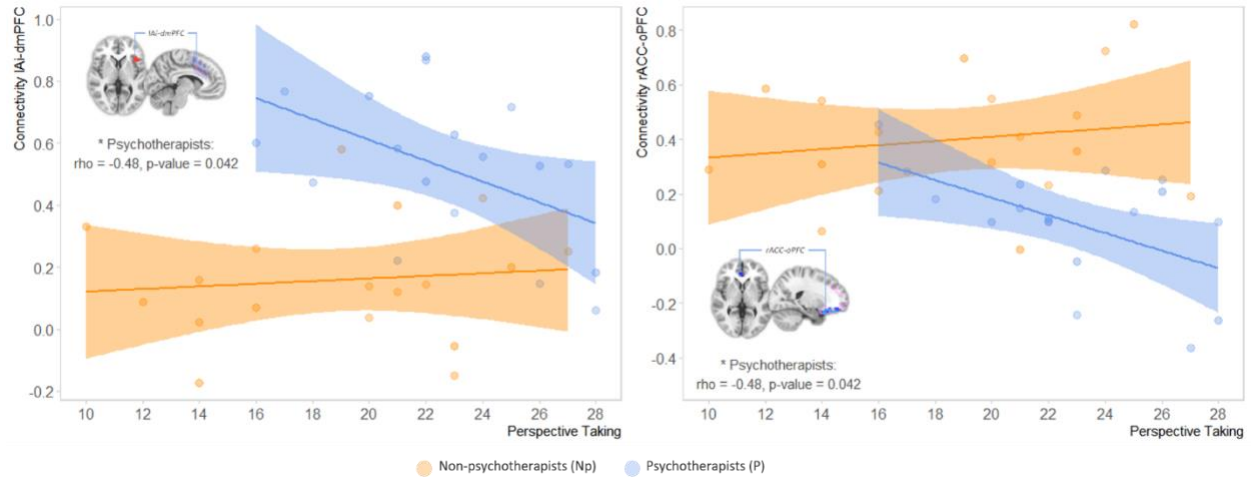 Connectivity lAi-dmPFC
1.0
0.8
0.6
0.4
0.2
0.0
-0.2
lAi-dmPFC
* Psychotherapists:
rho = -0.48, p-value = 0.042
10 12 14 16 18 20 22 24 26 28
Perspective Taking
Connectivity rACC-oPFC
0.8
0.6
0.4
0.2
0.0
-0.2
-0.4
rACC-oPFC
* Psychotherapists:
rho = -0.48, p-value = 0.042
10 12 14 16 18 20 22 24 26 28
Perspective Taking
Non-psychotherapists (Np) Psychotherapists (P)